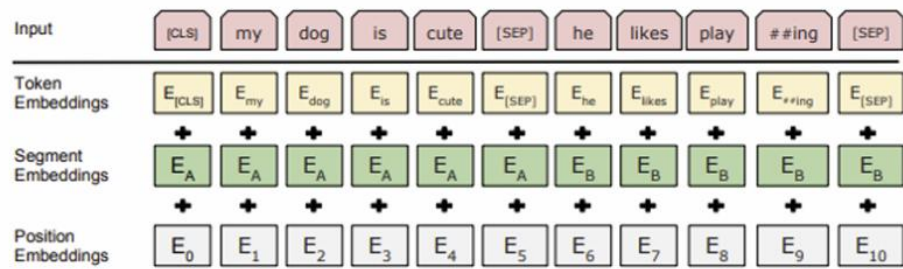 Input [CLS] my dog is cute [SEP] he likes play ##ing [SEP]
Token Embeddings E[CLS] Emy Edog Eis Ecute E[SEP] Ehe Elikes Eplay E##ing E[SEP]
+ + + + + + + + + + +
Segment Embeddings EA EA EA EA EA EA EB EB EB EB EB
+ + + + + + + + + + +
Position Embeddings E0 E1 E2 E3 E4 E5 E6 E7 E8 E9 E10